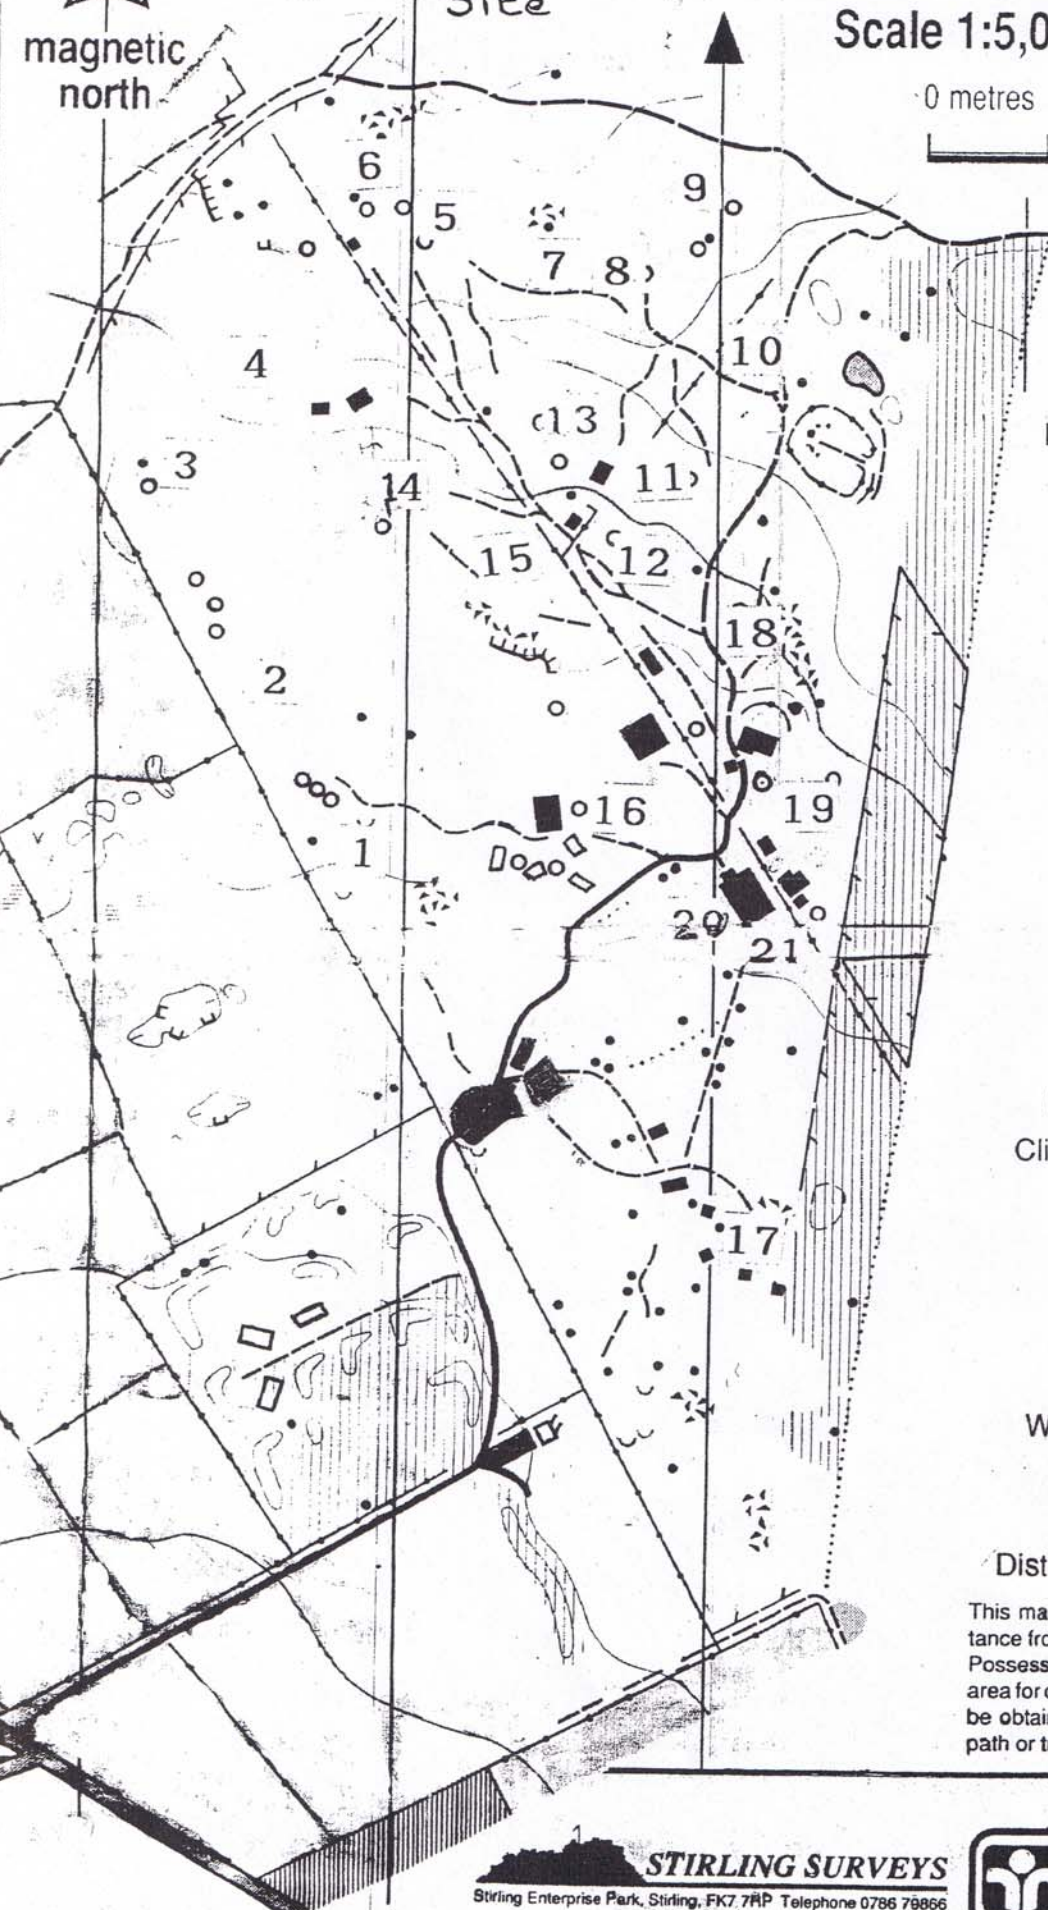 Site
magnetic
north
Scale 1:5,0
0 metres
6
5
9
7
8
4
10
13
3
14
11
15
12
18
2
16
19
1
20
21
Cli
17
W
Dist
This ma
tance fro
Possess
area for
be obtai
path or t
STIRLING SURVEYS
Stirling Enterprise Park, Stirling, FK7 7RP Telephone 0786 79866